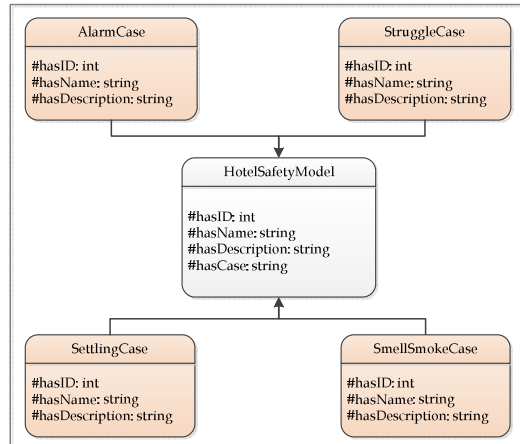 AlarmCase
#hasID: int
#hasName: string
#hasDescription: string
StruggleCase
#hasID: int
#hasName: string
#hasDescription: string
HotelSafetyModel
#hasID: int
#hasName: string
#hasDescription: string
#hasCase: string
SettlingCase
#hasID: int
#hasName: string
#hasDescription: string
SmellSmokeCase
#hasID: int
#hasName: string
#hasDescription: string